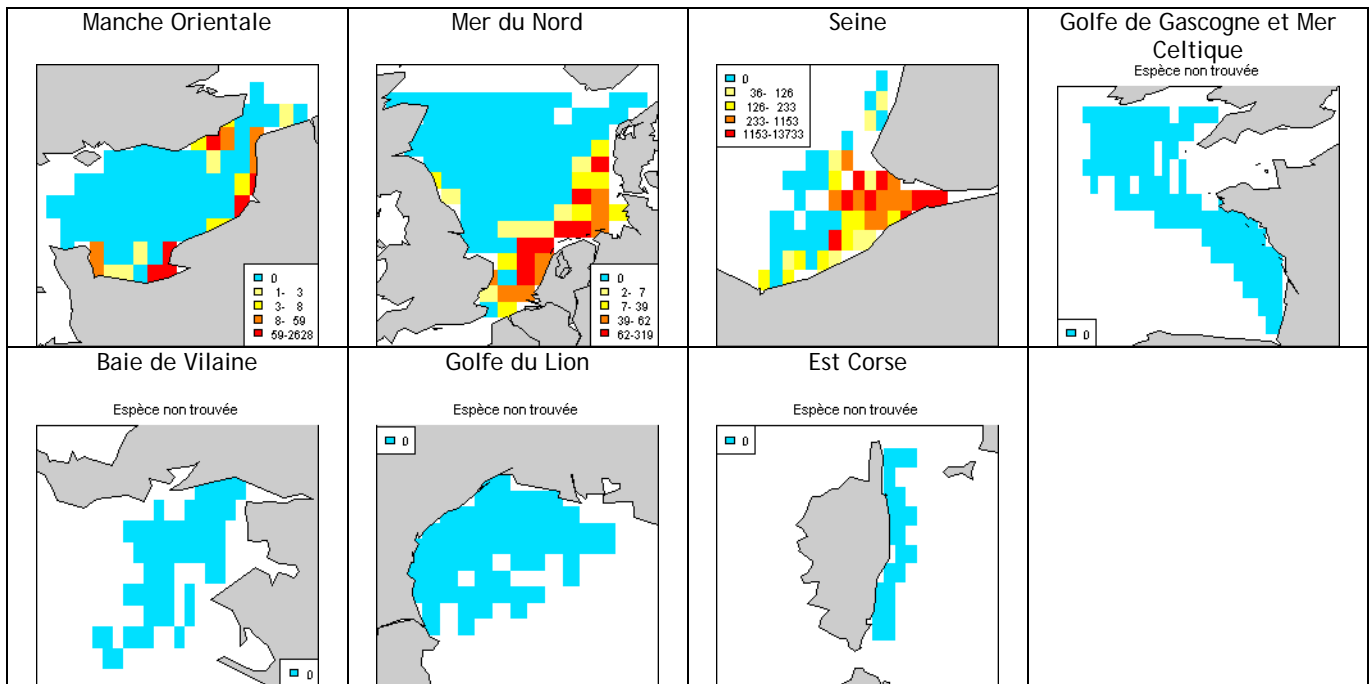 Manche Orientale
0
1- 3
3- 8
8- 59
59-2628
Mer du Nord
0
2- 7
7- 39
39- 62
62-319
Seine
0
36- 126
126- 233
233- 1153
1153-13733
Golfe de Gascogne et Mer
Celtique
Espèce non trouvée
0
Baie de Vilaine
Espèce non trouvée
0
Golfe du Lion
Espèce non trouvée
0
Est Corse
Espèce non trouvée
0